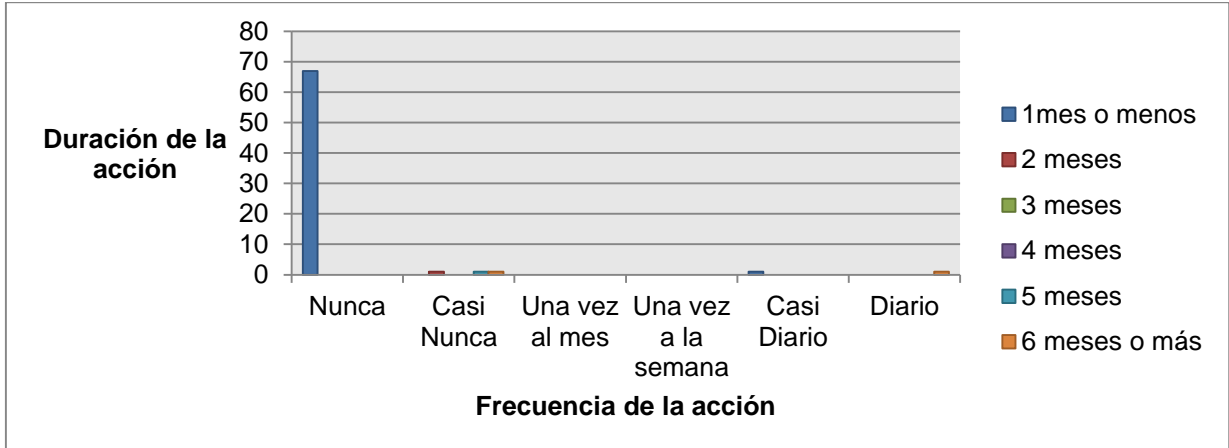 80
70
60
50
40
30
20
10
0
Duración de la
acción
Nunca
Casi
Nunca
Una vez
al mes
Una vez
a la
semana
Casi
Diario
Diario
Frecuencia de la acción
1mes o menos
2 meses
3 meses
4 meses
5 meses
6 meses o más